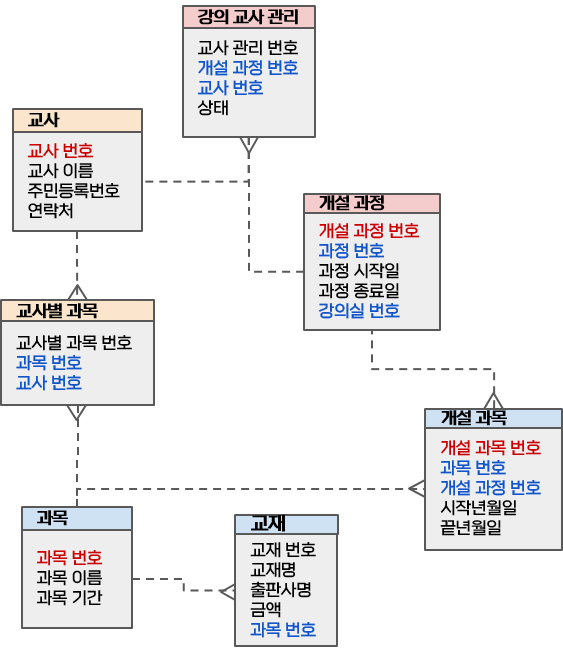 강의 교사 관리
교사 관리 번호
개설 과정 번호
교사 번호
상태
교사
교사 번호
교사 이름
주민등록번호
연락처
개설 과정
개설 과정 번호
과정 번호
과정 시작일
과정 종료일
강의실 번호
교사별 과목
교사별 과목 번호
과목 번호
교사 번호
개설 과목
개설 과목 번호
과목 번호
개설 과정 번호
시작년월일
끝년월일
과목
과목 번호
과목 이름
과목 기간
교재
교재 번호
교재명
출판사명
금액
과목 번호